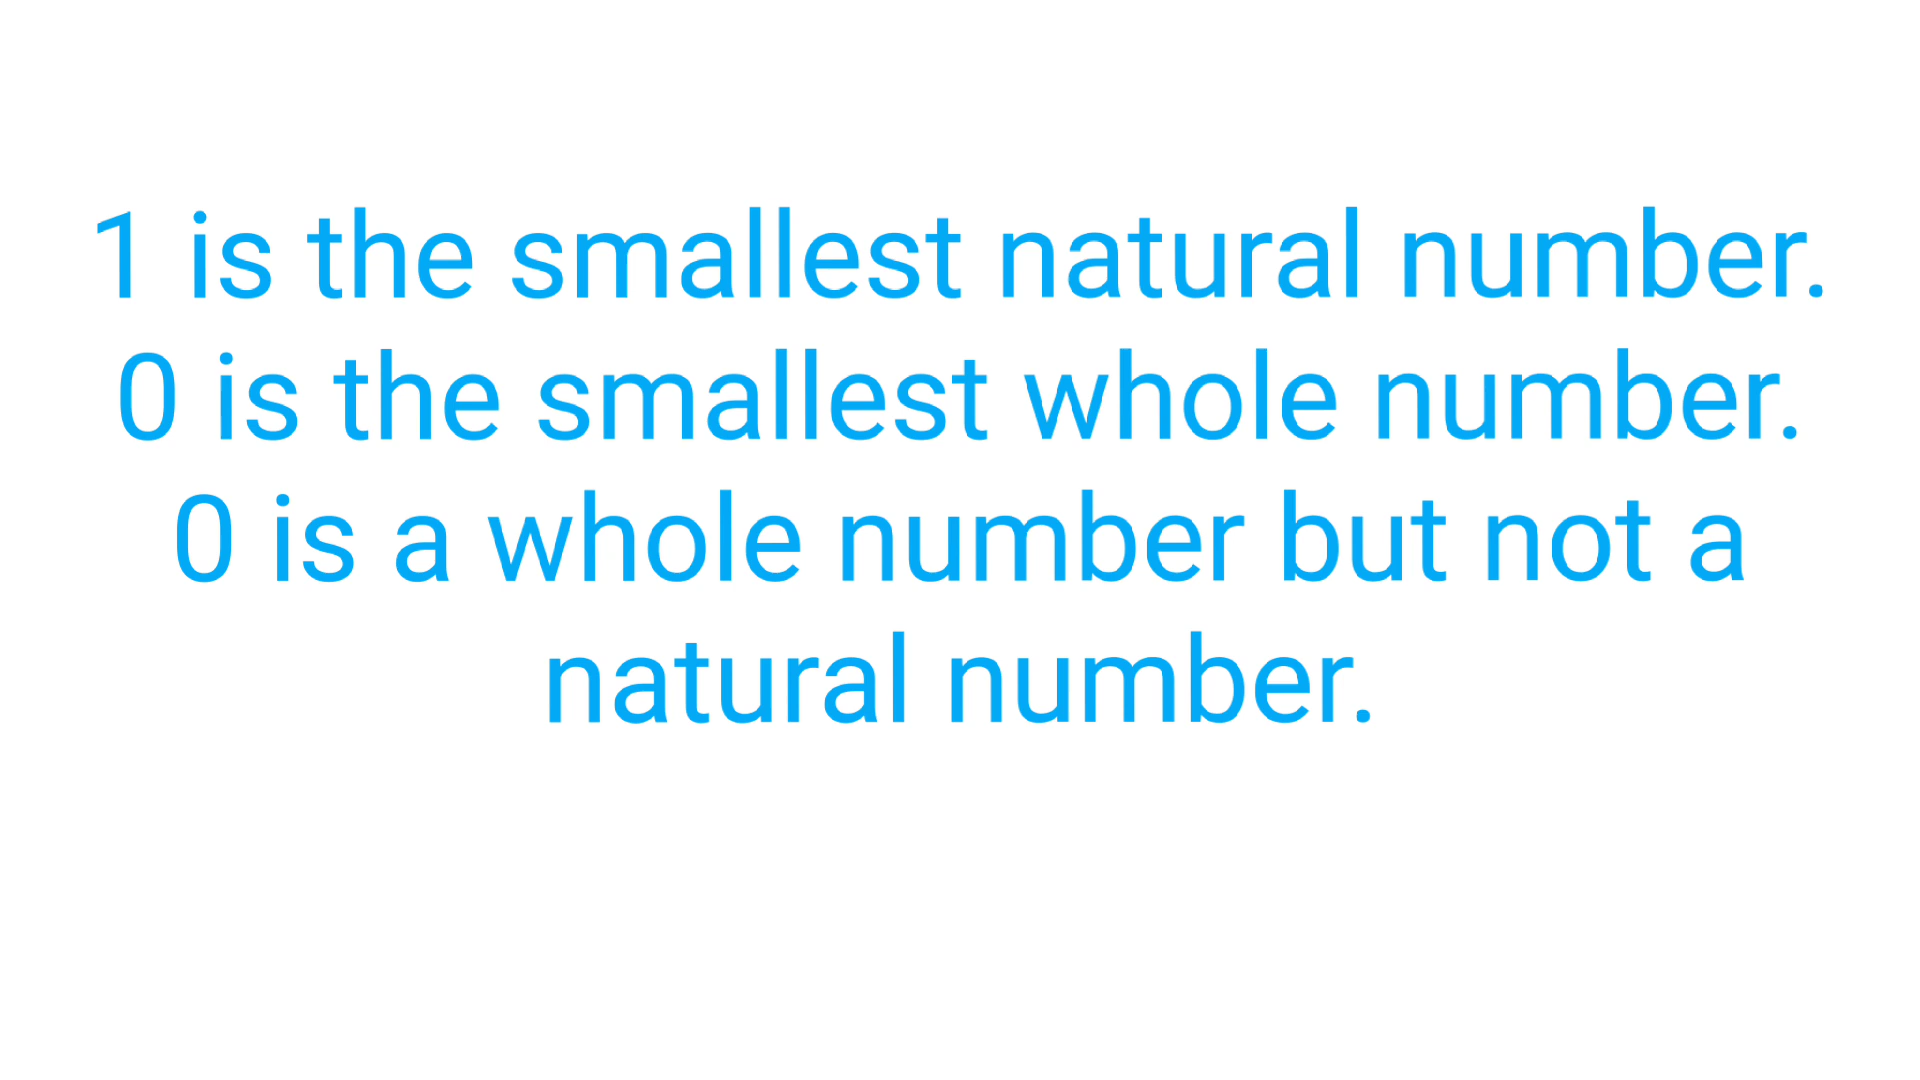 1 is the smallest natural number.
0 is the smallest whole number.
0 is a whole number but not a
natural number.